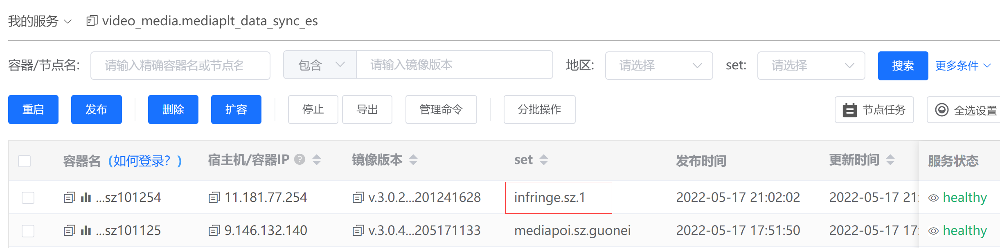 我的服务 video_media.mediaplt_data_sync_es
容器/节点名: 请输入精确容器名或节点名 包含 请输入镜像版本 地区: 请选择 set: 请选择 搜索 更多条件
重启 发布 删除 扩容 停止 导出 管理命令 分批操作 节点任务 全选设置
容器名 (如何登录？) 宿主机/容器IP ? 镜像版本 set 发布时间 更新时间 服务状态
...sz101254 11.181.77.254 v.3.0.2...201241628 infringe.sz.1 2022-05-17 21:02:02 2022-05-17 21: healthy
...sz101125 9.146.132.140 v.3.0.4...205171133 mediapoi.sz.guonei 2022-05-17 17:51:50 2022-05-17 17: healthy